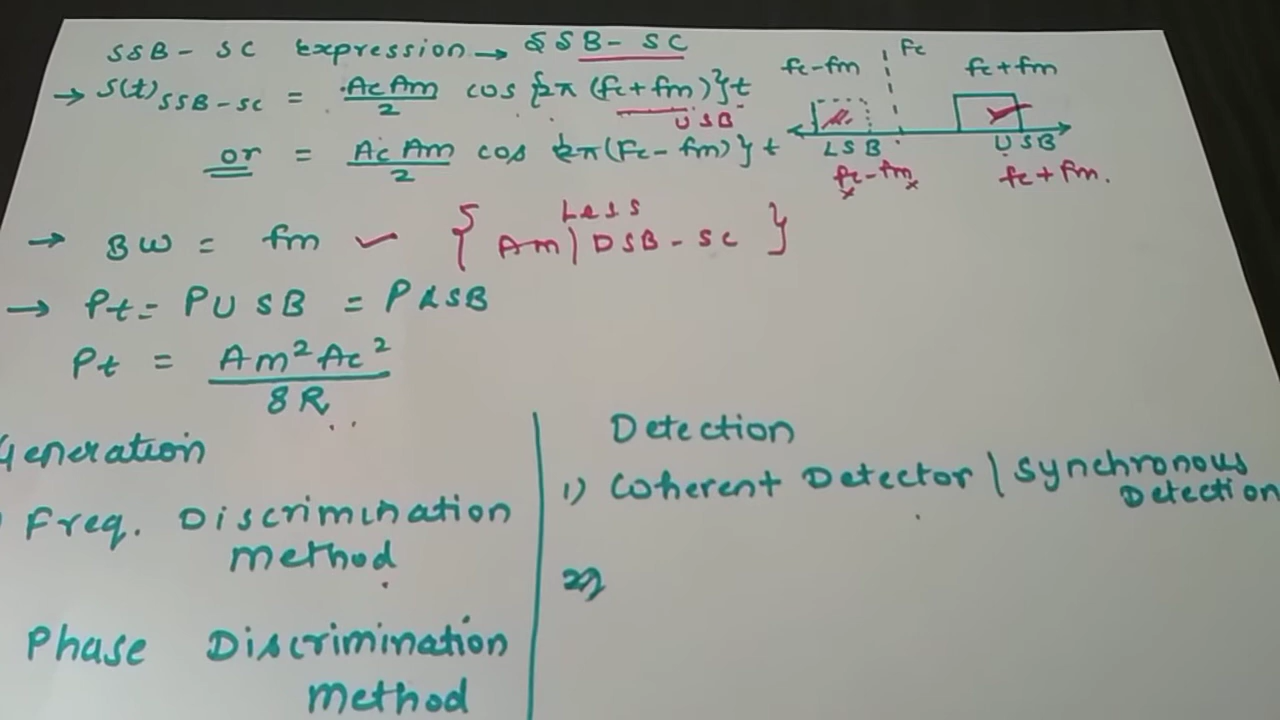 SSB - SC expression → SSB - SC
→ S(t) SSB-SC = AcAm/2 cos {2π (fc+fm)}t
USB
or = AcAm/2 cos 2π(Fc - fm)} t
Fc
fc-fm fc+fm
LSB USB
fc-fm fc+fm.
→ BW = fm ✓ { Less
Am | DSB - SC }
→ Pt = PUSB = PLSB
Pt = Am²Ac²/8R
Generation
Freq. Discrimination
method
Phase Discrimination
method
Detection
1) Coherent Detector | Synchronous
Detection
2)